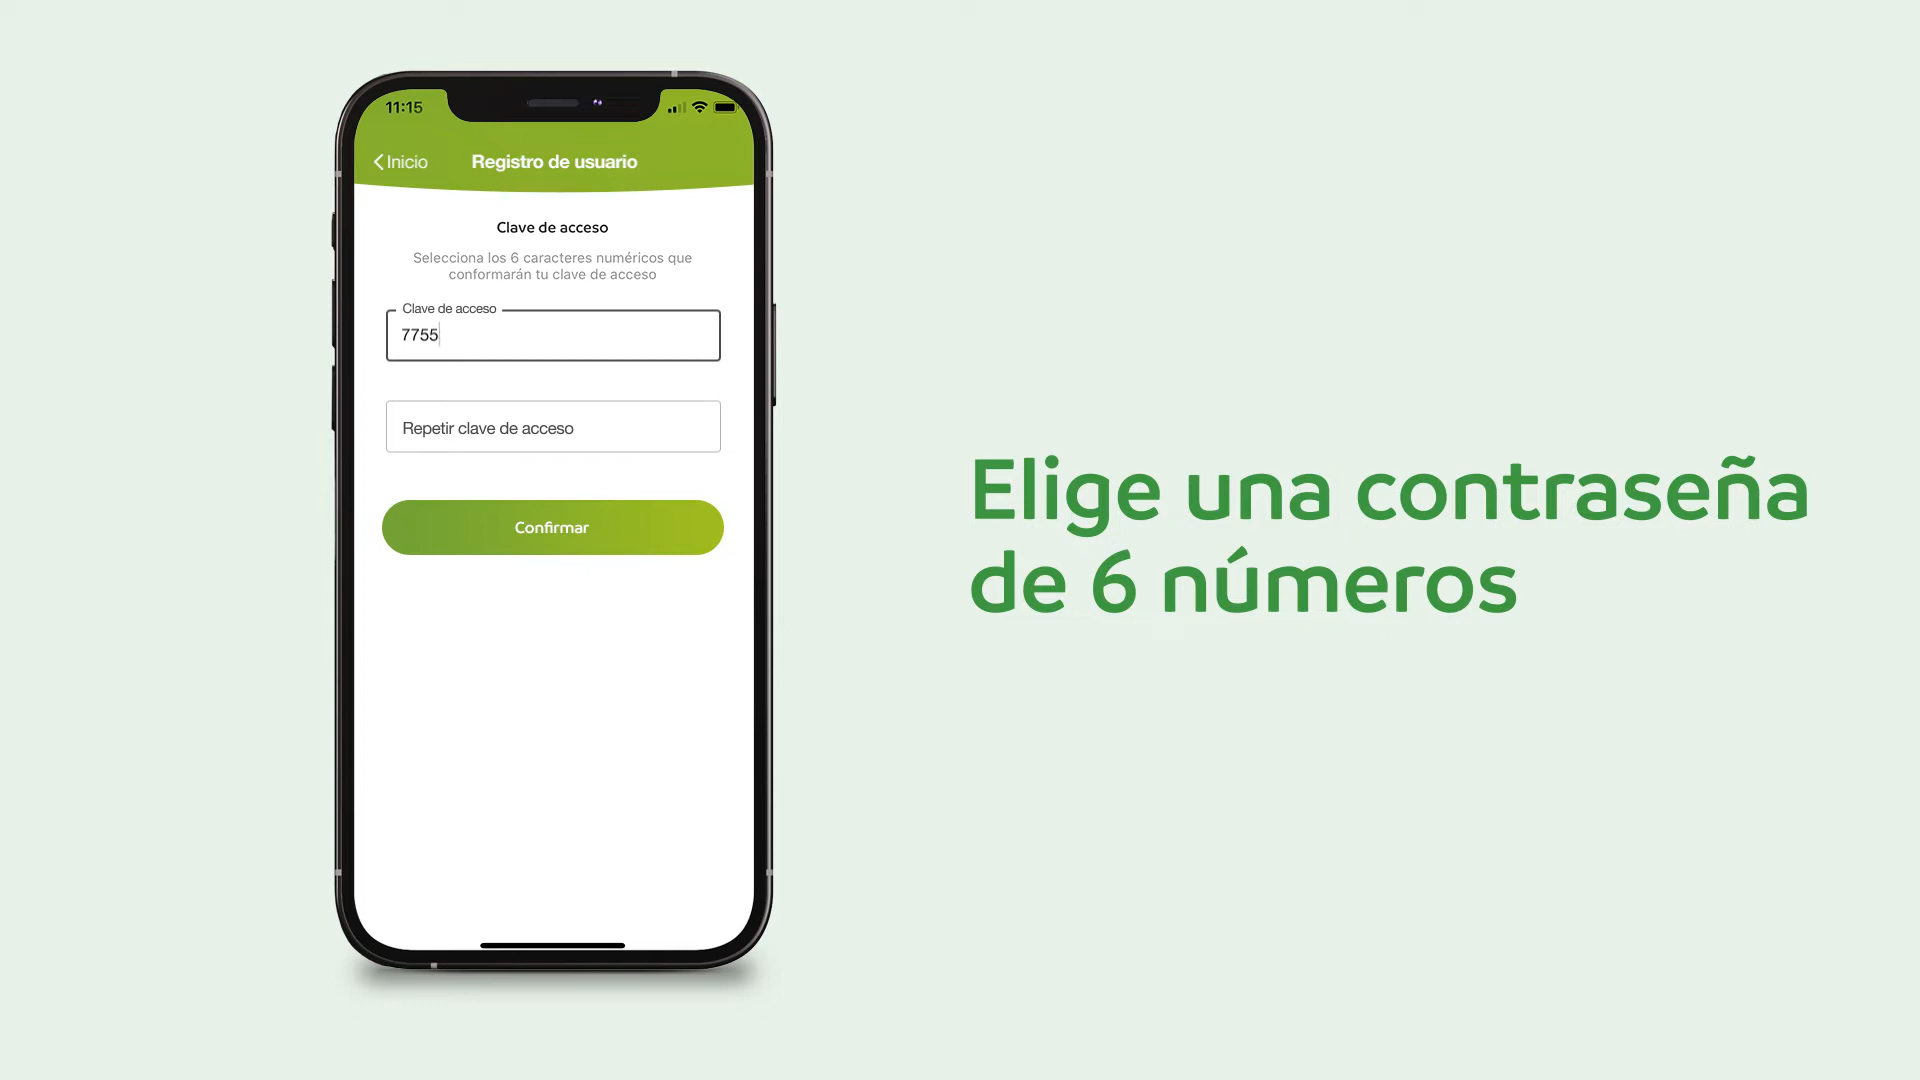 11:15
Inicio
Registro de usuario
Clave de acceso
Selecciona los 6 caracteres numéricos que
conformarán tu clave de acceso
Clave de acceso
7755
Repetir clave de acceso
Confirmar
Elige una contraseña
de 6 números